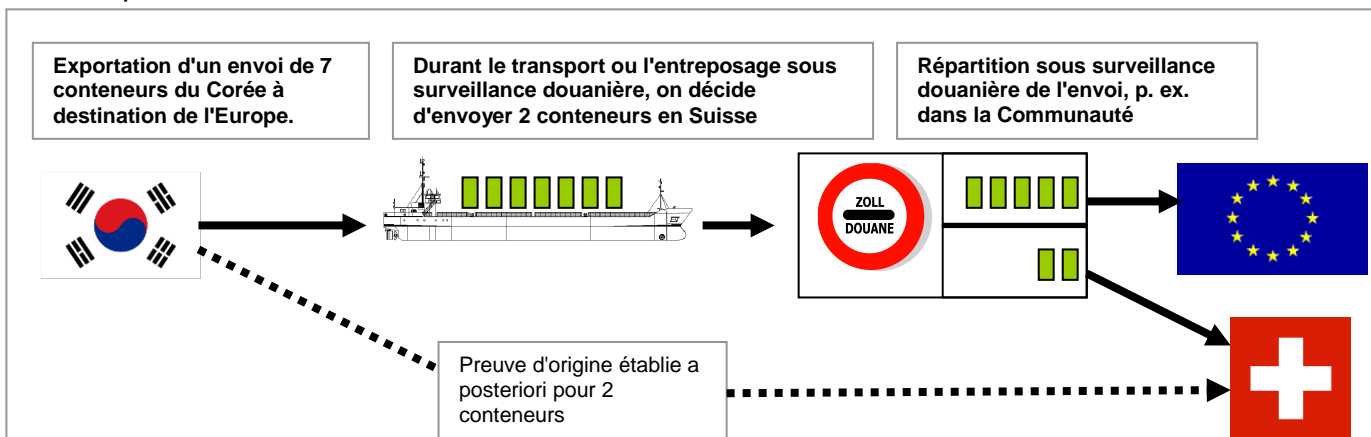 Exportation d'un envoi de 7
conteneurs du Corée à
destination de l'Europe.
Durant le transport ou l'entreposage sous
surveillance douanière, on décide
d'envoyer 2 conteneurs en Suisse
Répartition sous surveillance
douanière de l'envoi, p. ex.
dans la Communauté
ZOLL
DOUANE
Preuve d'origine établie a
posteriori pour 2
conteneurs